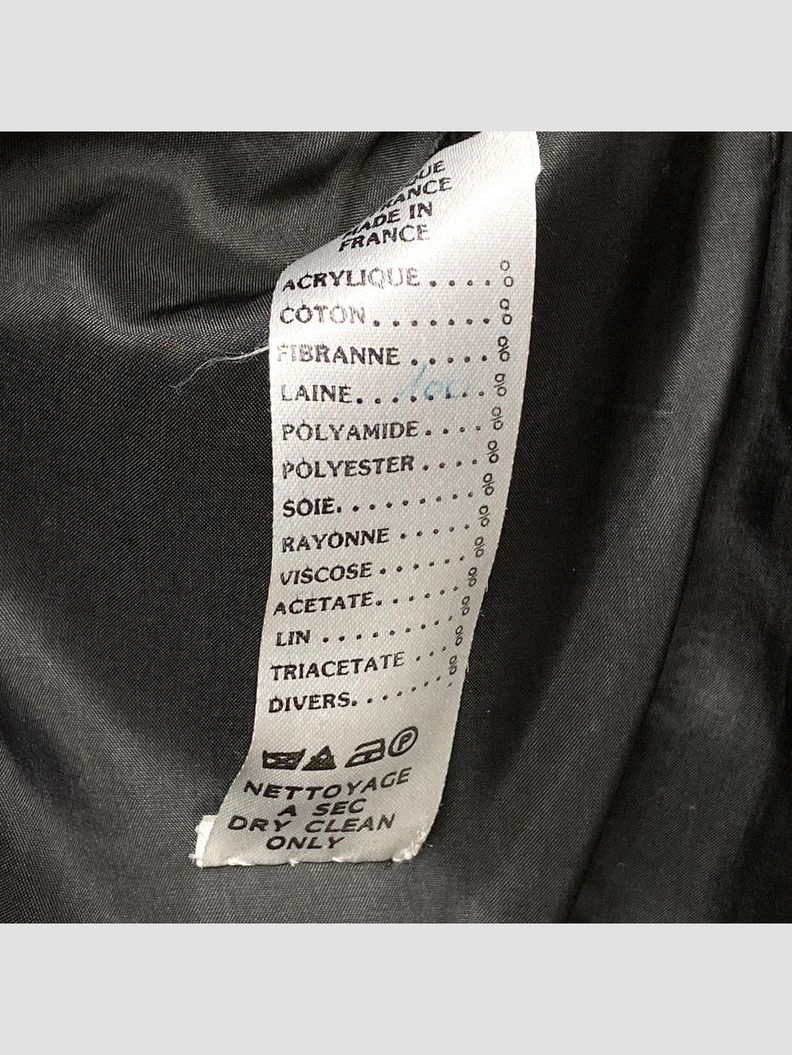 MADE IN
FRANCE
ACRYLIQUE.... %
COTON....... %
FIBRANNE..... %
LAINE....... 100 %
POLYAMIDE.... %
POLYESTER.... %
SOIE......... %
RAYONNE...... %
VISCOSE...... %
ACETATE...... %
LIN......... %
TRIACETATE... %
DIVERS....... %
P
NETTOYAGE
A SEC
DRY CLEAN
ONLY